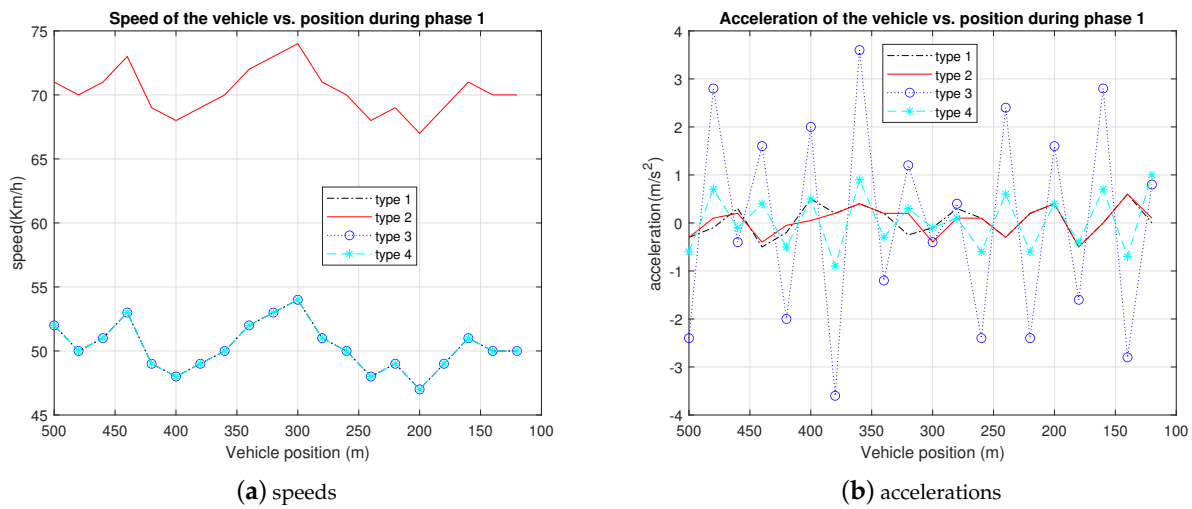 Speed of the vehicle vs. position during phase 1
75
70
65
60
55
50
45
speed(Km/h)
type 1
type 2
type 3
type 4
500 450 400 350 300 250 200 150 100
Vehicle position (m)
(a) speeds
Acceleration of the vehicle vs. position during phase 1
4
3
2
1
0
-1
-2
-3
-4
acceleration(m/s²)
type 1
type 2
type 3
type 4
500 450 400 350 300 250 200 150 100
Vehicle position (m)
(b) accelerations